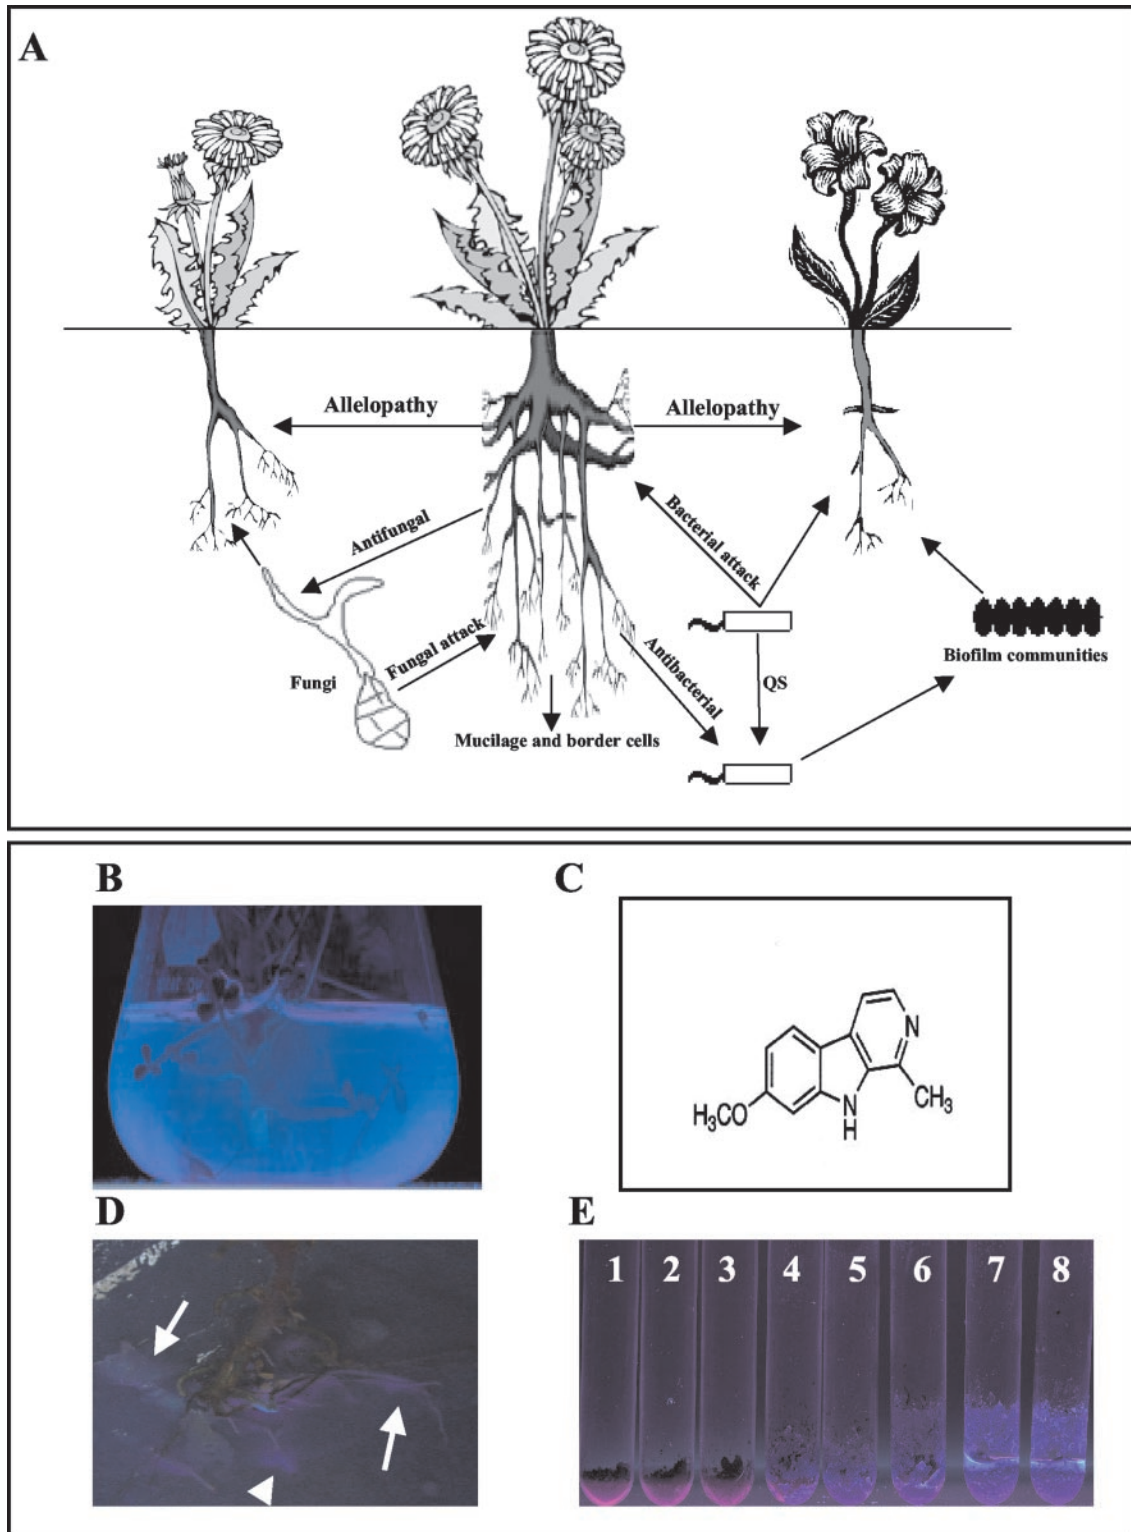 A
Allelopathy
Allelopathy
Antifungal
Bacterial attack
Fungal attack
Fungi
Antibacterial
QS
Biofilm communities
Mucilage and border cells
B
C
N
H₃CO
N
H
CH₃
D
E
1 2 3 4 5 6 7 8